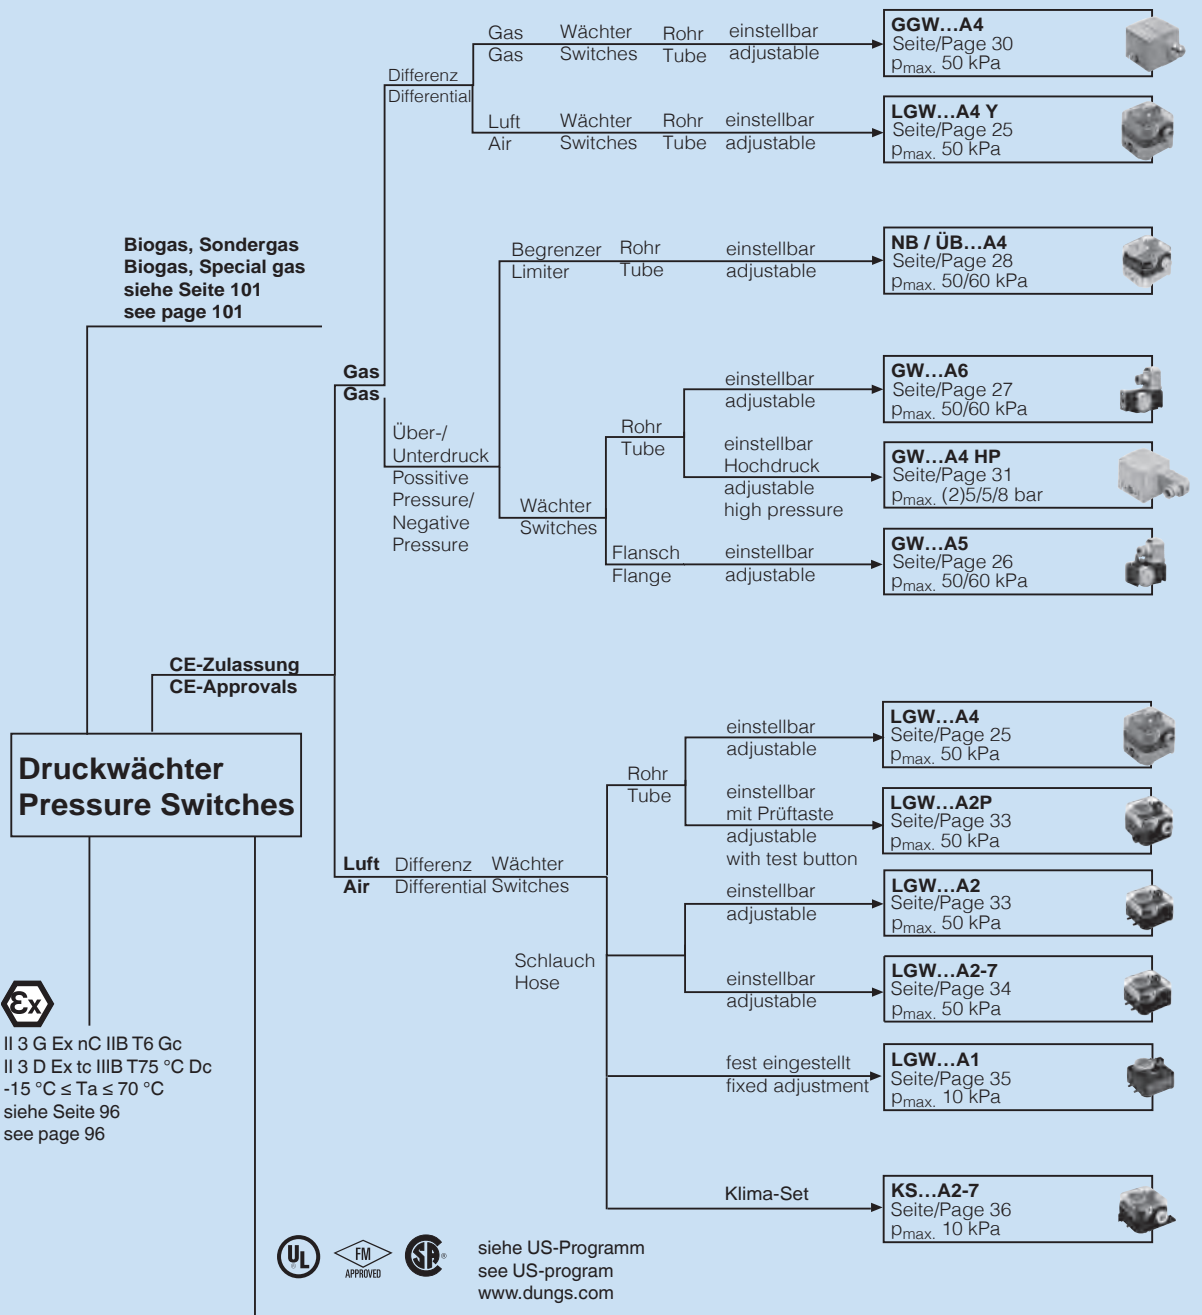 Gas Wächter Rohr einstellbar
Gas Switches Tube adjustable
GGW...A4
Seite/Page 30
pmax. 50 kPa
Differenz
Differential
Luft Wächter Rohr einstellbar
Air Switches Tube adjustable
LGW...A4 Y
Seite/Page 25
pmax. 50 kPa
Biogas, Sondergas
Biogas, Special gas
siehe Seite 101
see page 101
Begrenzer Rohr einstellbar
Limiter Tube adjustable
NB / ÜB...A4
Seite/Page 28
pmax. 50/60 kPa
Gas
Gas
einstellbar
adjustable
GW...A6
Seite/Page 27
pmax. 50/60 kPa
Über-/
Unterdruck
Possitive
Pressure/
Negative
Pressure
Rohr
Tube
einstellbar
Hochdruck
adjustable
high pressure
GW...A4 HP
Seite/Page 31
pmax. (2)5/5/8 bar
Wächter
Switches
Flansch einstellbar
Flange adjustable
GW...A5
Seite/Page 26
pmax. 50/60 kPa
CE-Zulassung
CE-Approvals
Druckwächter
Pressure Switches
einstellbar
adjustable
LGW...A4
Seite/Page 25
pmax. 50 kPa
Rohr
Tube
einstellbar
mit Prüftaste
adjustable
with test button
LGW...A2P
Seite/Page 33
pmax. 50 kPa
Luft Differenz Wächter
Air Differential Switches
einstellbar
adjustable
LGW...A2
Seite/Page 33
pmax. 50 kPa
Schlauch
Hose
einstellbar
adjustable
LGW...A2-7
Seite/Page 34
pmax. 50 kPa
Ex
II 3 G Ex nC IIB T6 Gc
II 3 D Ex tc IIIB T75 °C Dc
-15 °C ≤ Ta ≤ 70 °C
siehe Seite 96
see page 96
fest eingestellt
fixed adjustment
LGW...A1
Seite/Page 35
pmax. 10 kPa
Klima-Set
KS...A2-7
Seite/Page 36
pmax. 10 kPa
UL
FM
APPROVED
SA®
siehe US-Programm
see US-program
www.dungs.com